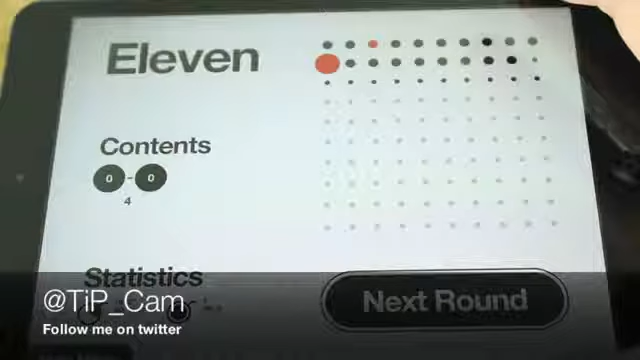 Eleven
Contents
0 - 0
4
Statistics
Next Round
@TiP_Cam
Follow me on twitter